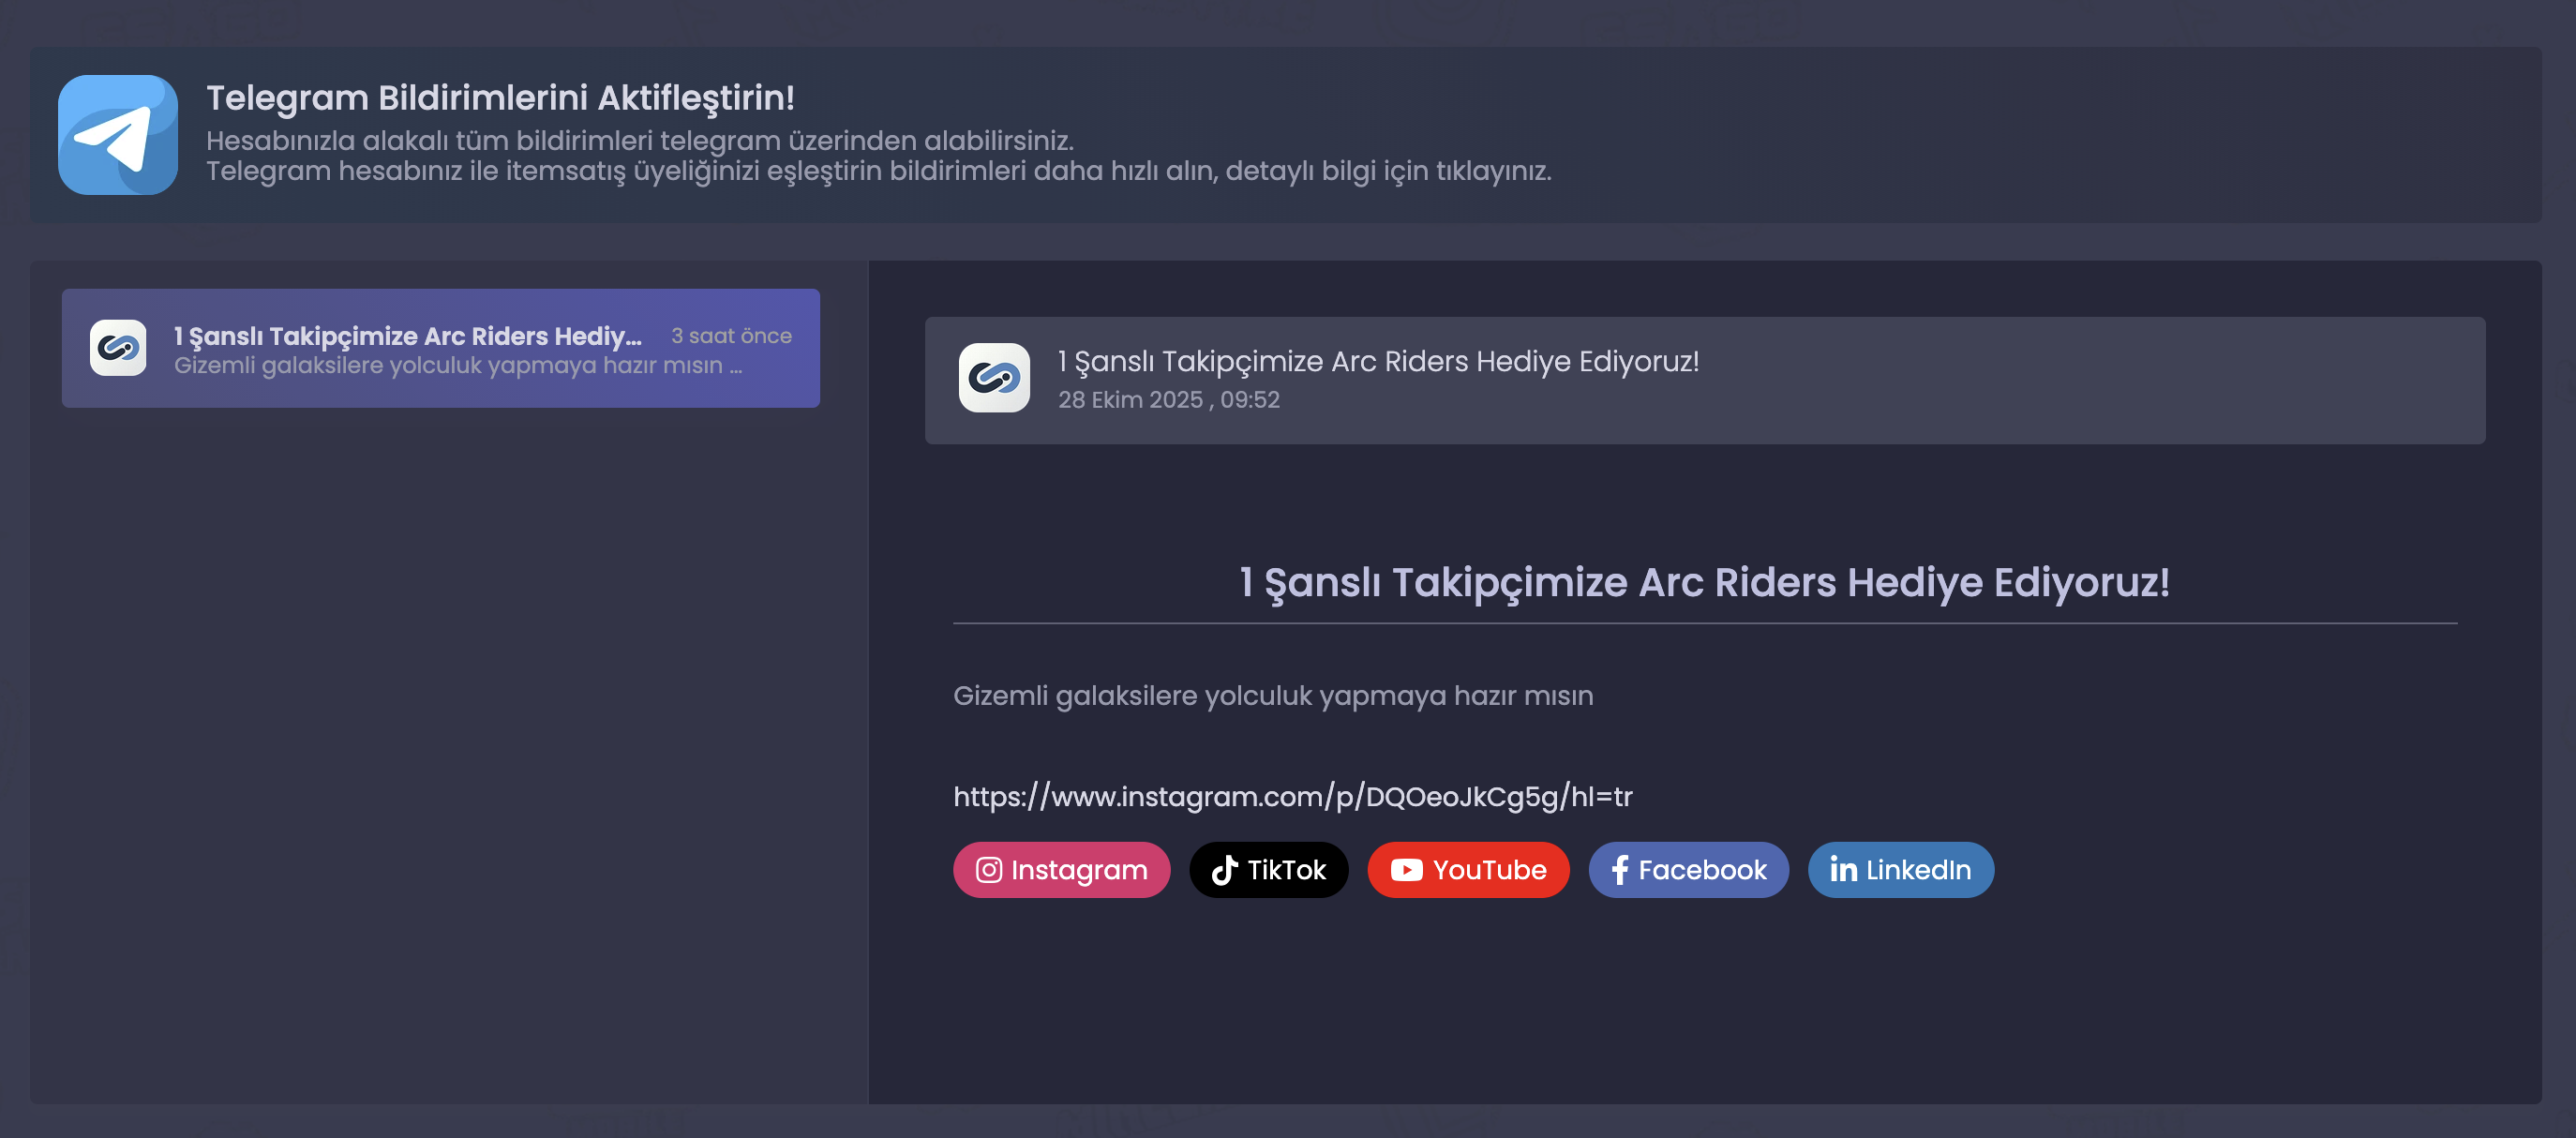 Telegram Bildirimlerini Aktifleştirin!
Hesabınızla alakalı tüm bildirimleri telegram üzerinden alabilirsiniz.
Telegram hesabınız ile itemsatış üyeliğinizi eşleştirin bildirimleri daha hızlı alın, detaylı bilgi için tıklayınız.
1 Şanslı Takipçimize Arc Riders Hediy... 3 saat önce
Gizemli galaksilere yolculuk yapmaya hazır mısın ...
1 Şanslı Takipçimize Arc Riders Hediye Ediyoruz!
28 Ekim 2025 , 09:52
1 Şanslı Takipçimize Arc Riders Hediye Ediyoruz!
Gizemli galaksilere yolculuk yapmaya hazır mısın
https://www.instagram.com/p/DQOeoJkCg5g/hl=tr
Instagram TikTok YouTube Facebook LinkedIn